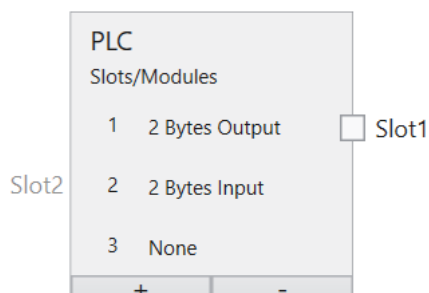 PLC
Slots/Modules
1 2 Bytes Output Slot1
Slot2 2 2 Bytes Input
3 None
+ -